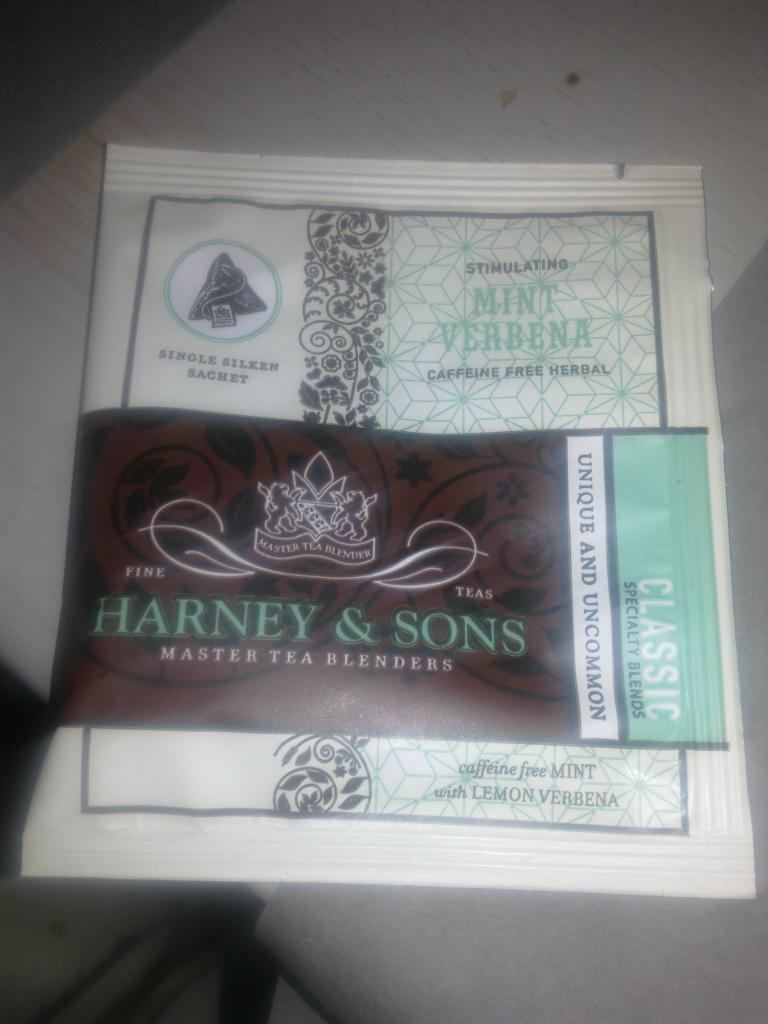 STIMULATING
MINT
VERBENA
CAFFEINE FREE HERBAL
SINGLE SILKEN
SACHET
MASTER TEA BLENDER
FINE
TEAS
HARNEY & SONS
MASTER TEA BLENDERS
UNIQUE AND UNCOMMON
CLASSIC
SPECIALTY BLENDS
caffeine free MINT
with LEMON VERBENA